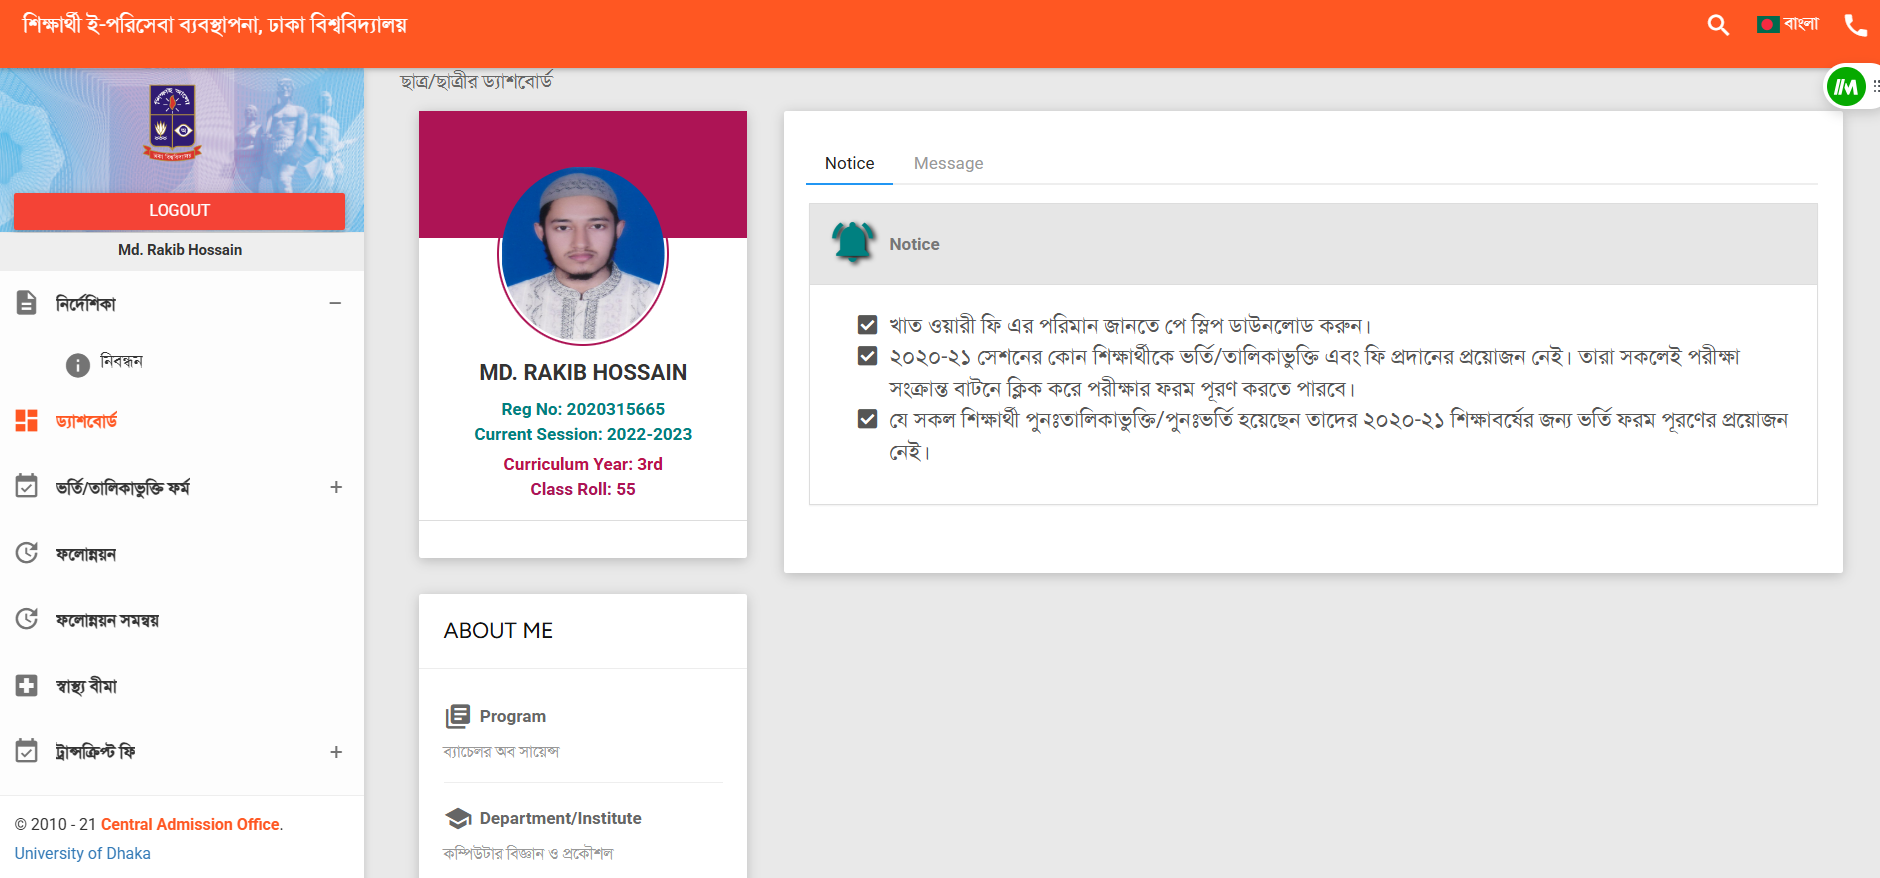 শিক্ষার্থী ই-পরিসেবা ব্যবস্থাপনা, ঢাকা বিশ্ববিদ্যালয়
বাংলা
শিক্ষাই আলো
ঢাকা বিশ্ববিদ্যালয়
LOGOUT
Md. Rakib Hossain
নির্দেশিকা
নিবন্ধন
ড্যাশবোর্ড
ভর্তি/তালিকাভুক্তি ফর্ম
ফলোন্নয়ন
ফলোন্নয়ন সমন্বয়
স্বাস্থ্য বীমা
ট্রান্সক্রিপ্ট ফি
© 2010 - 21 Central Admission Office.
University of Dhaka
ছাত্র/ছাত্রীর ড্যাশবোর্ড
MD. RAKIB HOSSAIN
Reg No: 2020315665
Current Session: 2022-2023
Curriculum Year: 3rd
Class Roll: 55
ABOUT ME
Program
ব্যাচেলর অব সায়েন্স
Department/Institute
কম্পিউটার বিজ্ঞান ও প্রকৌশল
Notice Message
Notice
খাত ওয়ারী ফি এর পরিমান জানতে পে স্লিপ ডাউনলোড করুন।
২০২০-২১ সেশনের কোন শিক্ষার্থীকে ভর্তি/তালিকাভুক্তি এবং ফি প্রদানের প্রয়োজন নেই। তারা সকলেই পরীক্ষা
সংক্রান্ত বাটনে ক্লিক করে পরীক্ষার ফরম পূরণ করতে পারবে।
যে সকল শিক্ষার্থী পুনঃতালিকাভুক্তি/পুনঃভর্তি হয়েছেন তাদের ২০২০-২১ শিক্ষাবর্ষের জন্য ভর্তি ফরম পূরণের প্রয়োজন
নেই।